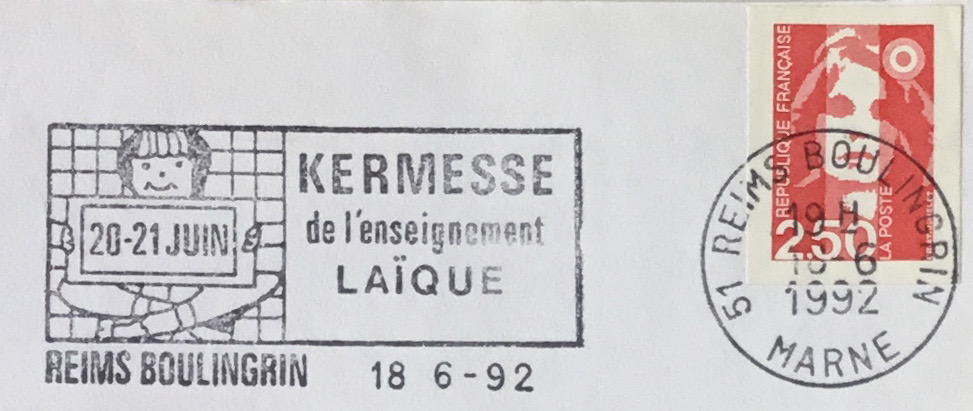 KERMESSE
de l'enseignement
LAÏQUE
20-21 JUIN
REIMS BOULINGRIN 18 6-92
RÉPUBLIQUE FRANÇAISE
2,50
LA POSTE
51 REIMS BOULINGRIN
19 H
18 6
1992
MARNE